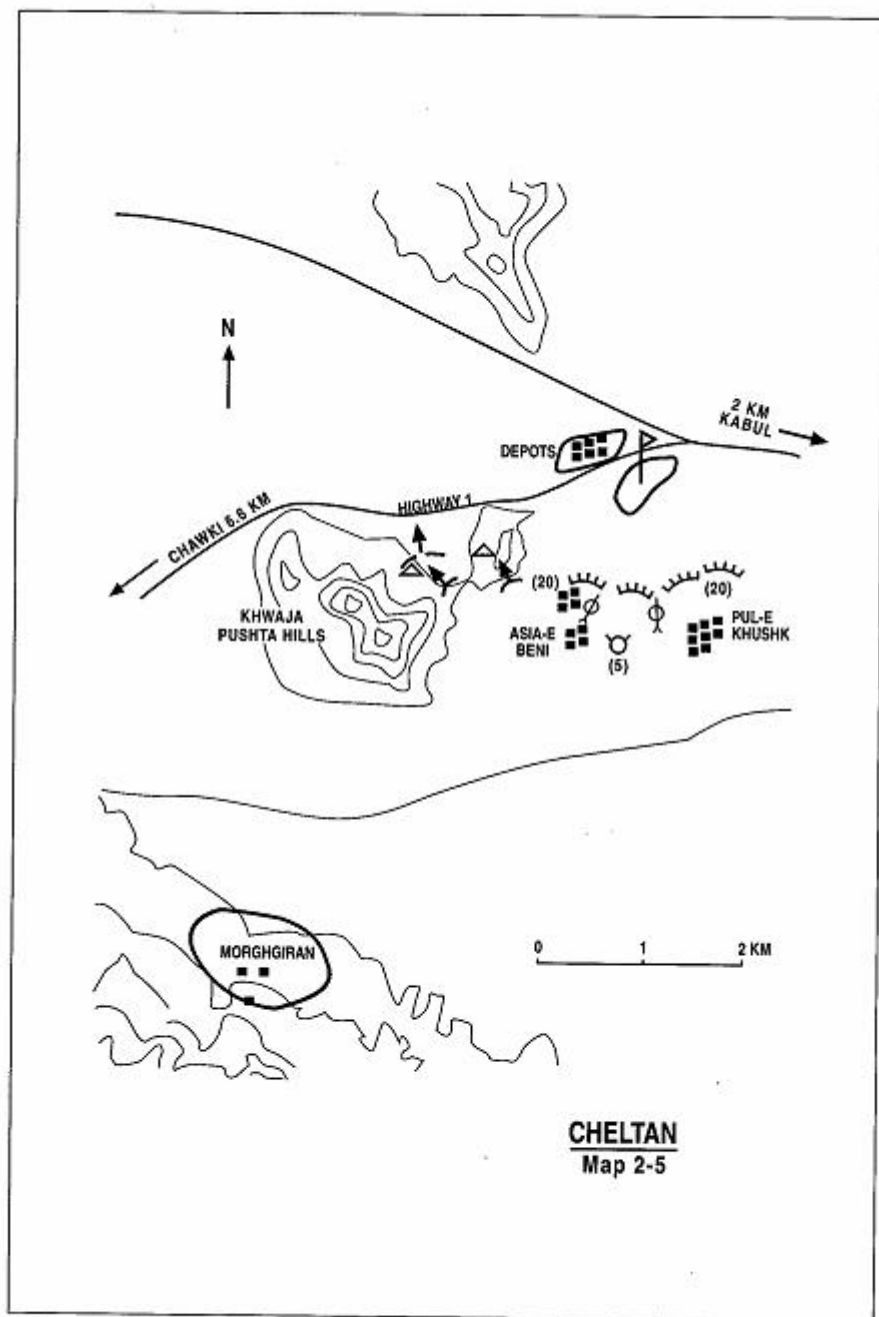 N
2 KM
KABUL
DEPOTS
HIGHWAY 1
CHAWKI 6.6 KM
(20)
(20)
KHWAJA
PUSHTA HILLS
ASIA-E
BENI
(5)
PUL-E
KHUSHK
MORGHGIRAN
0 1 2 KM
CHELTAN
Map 2-5